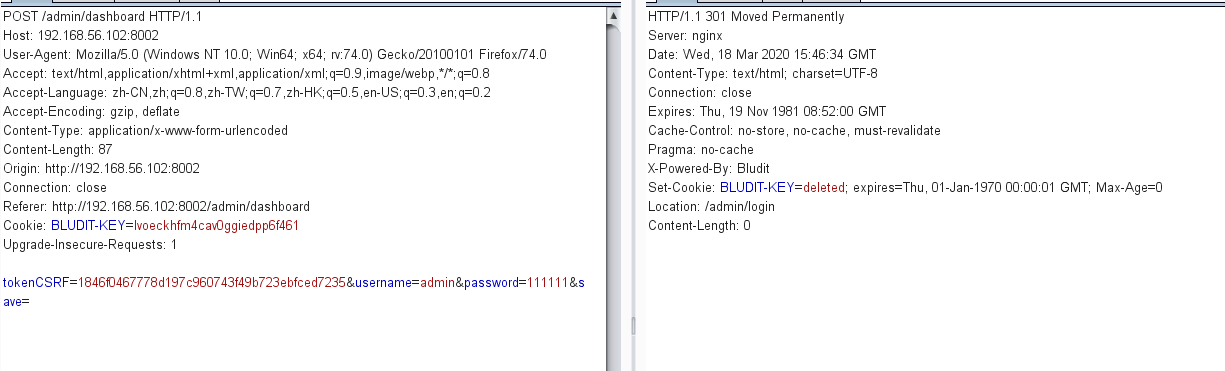 POST /admin/dashboard HTTP/1.1
Host: 192.168.56.102:8002
User-Agent: Mozilla/5.0 (Windows NT 10.0; Win64; x64; rv:74.0) Gecko/20100101 Firefox/74.0
Accept: text/html,application/xhtml+xml,application/xml;q=0.9,image/webp,*/*;q=0.8
Accept-Language: zh-CN,zh;q=0.8,zh-TW;q=0.7,zh-HK;q=0.5,en-US;q=0.3,en;q=0.2
Accept-Encoding: gzip, deflate
Content-Type: application/x-www-form-urlencoded
Content-Length: 87
Origin: http://192.168.56.102:8002
Connection: close
Referer: http://192.168.56.102:8002/admin/dashboard
Cookie: BLUDIT-KEY=lvoeckhfm4cav0ggiedpp6f461
Upgrade-Insecure-Requests: 1
tokenCSRF=1846f0467778d197c960743f49b723ebfced7235&username=admin&password=111111&s
ave=
HTTP/1.1 301 Moved Permanently
Server: nginx
Date: Wed, 18 Mar 2020 15:46:34 GMT
Content-Type: text/html; charset=UTF-8
Connection: close
Expires: Thu, 19 Nov 1981 08:52:00 GMT
Cache-Control: no-store, no-cache, must-revalidate
Pragma: no-cache
X-Powered-By: Bludit
Set-Cookie: BLUDIT-KEY=deleted; expires=Thu, 01-Jan-1970 00:00:01 GMT; Max-Age=0
Location: /admin/login
Content-Length: 0